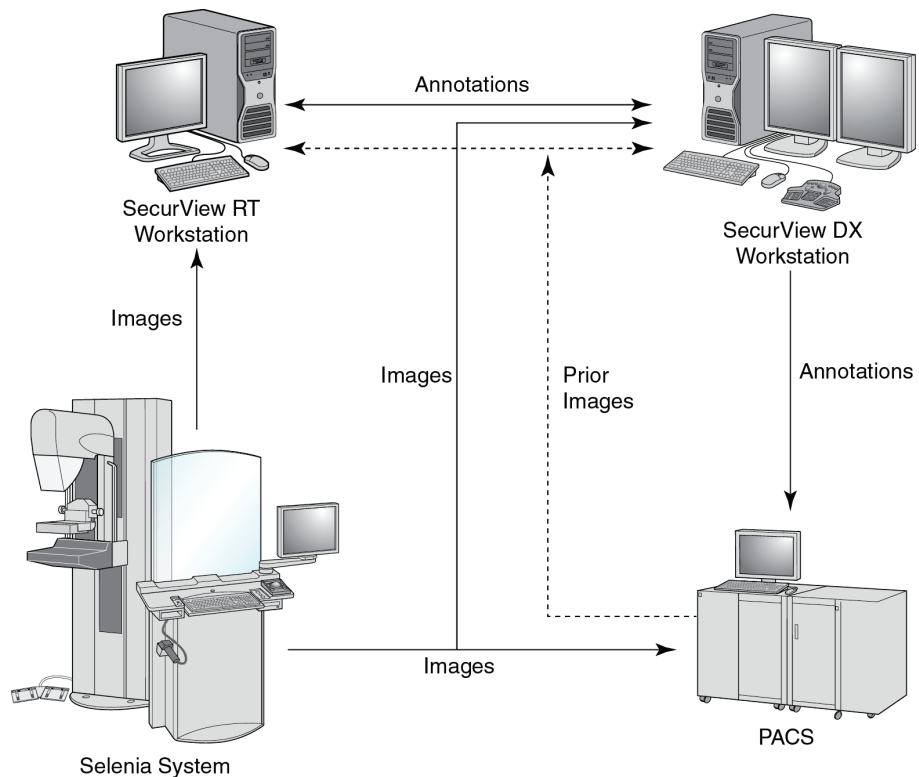 Annotations
SecurView RT
Workstation
SecurView DX
Workstation
Images
Images
Prior
Images
Annotations
Images
PACS
Selenia System